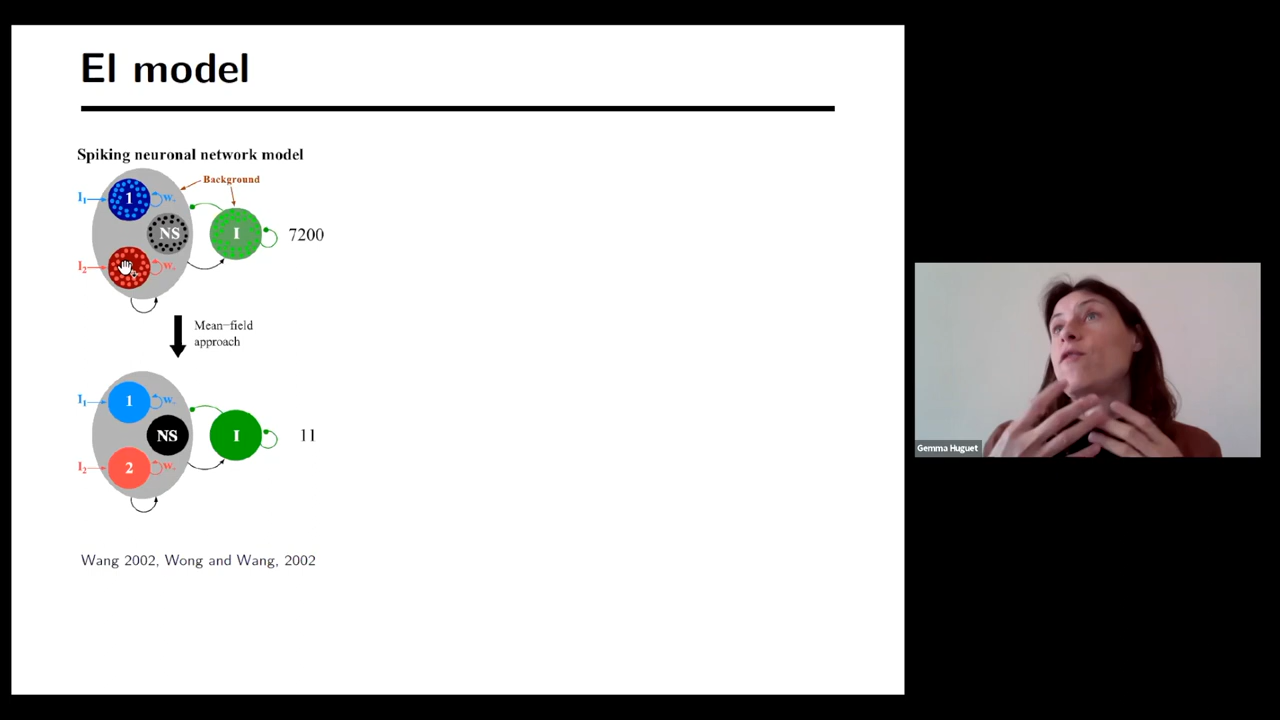 El model
Spiking neuronal network model
Background
I1
1
w+
NS
I
7200
I2
w+
Mean-field
approach
I1
1
w+
NS
I
11
I2
2
w+
Wang 2002, Wong and Wang, 2002
Gemma Huguet